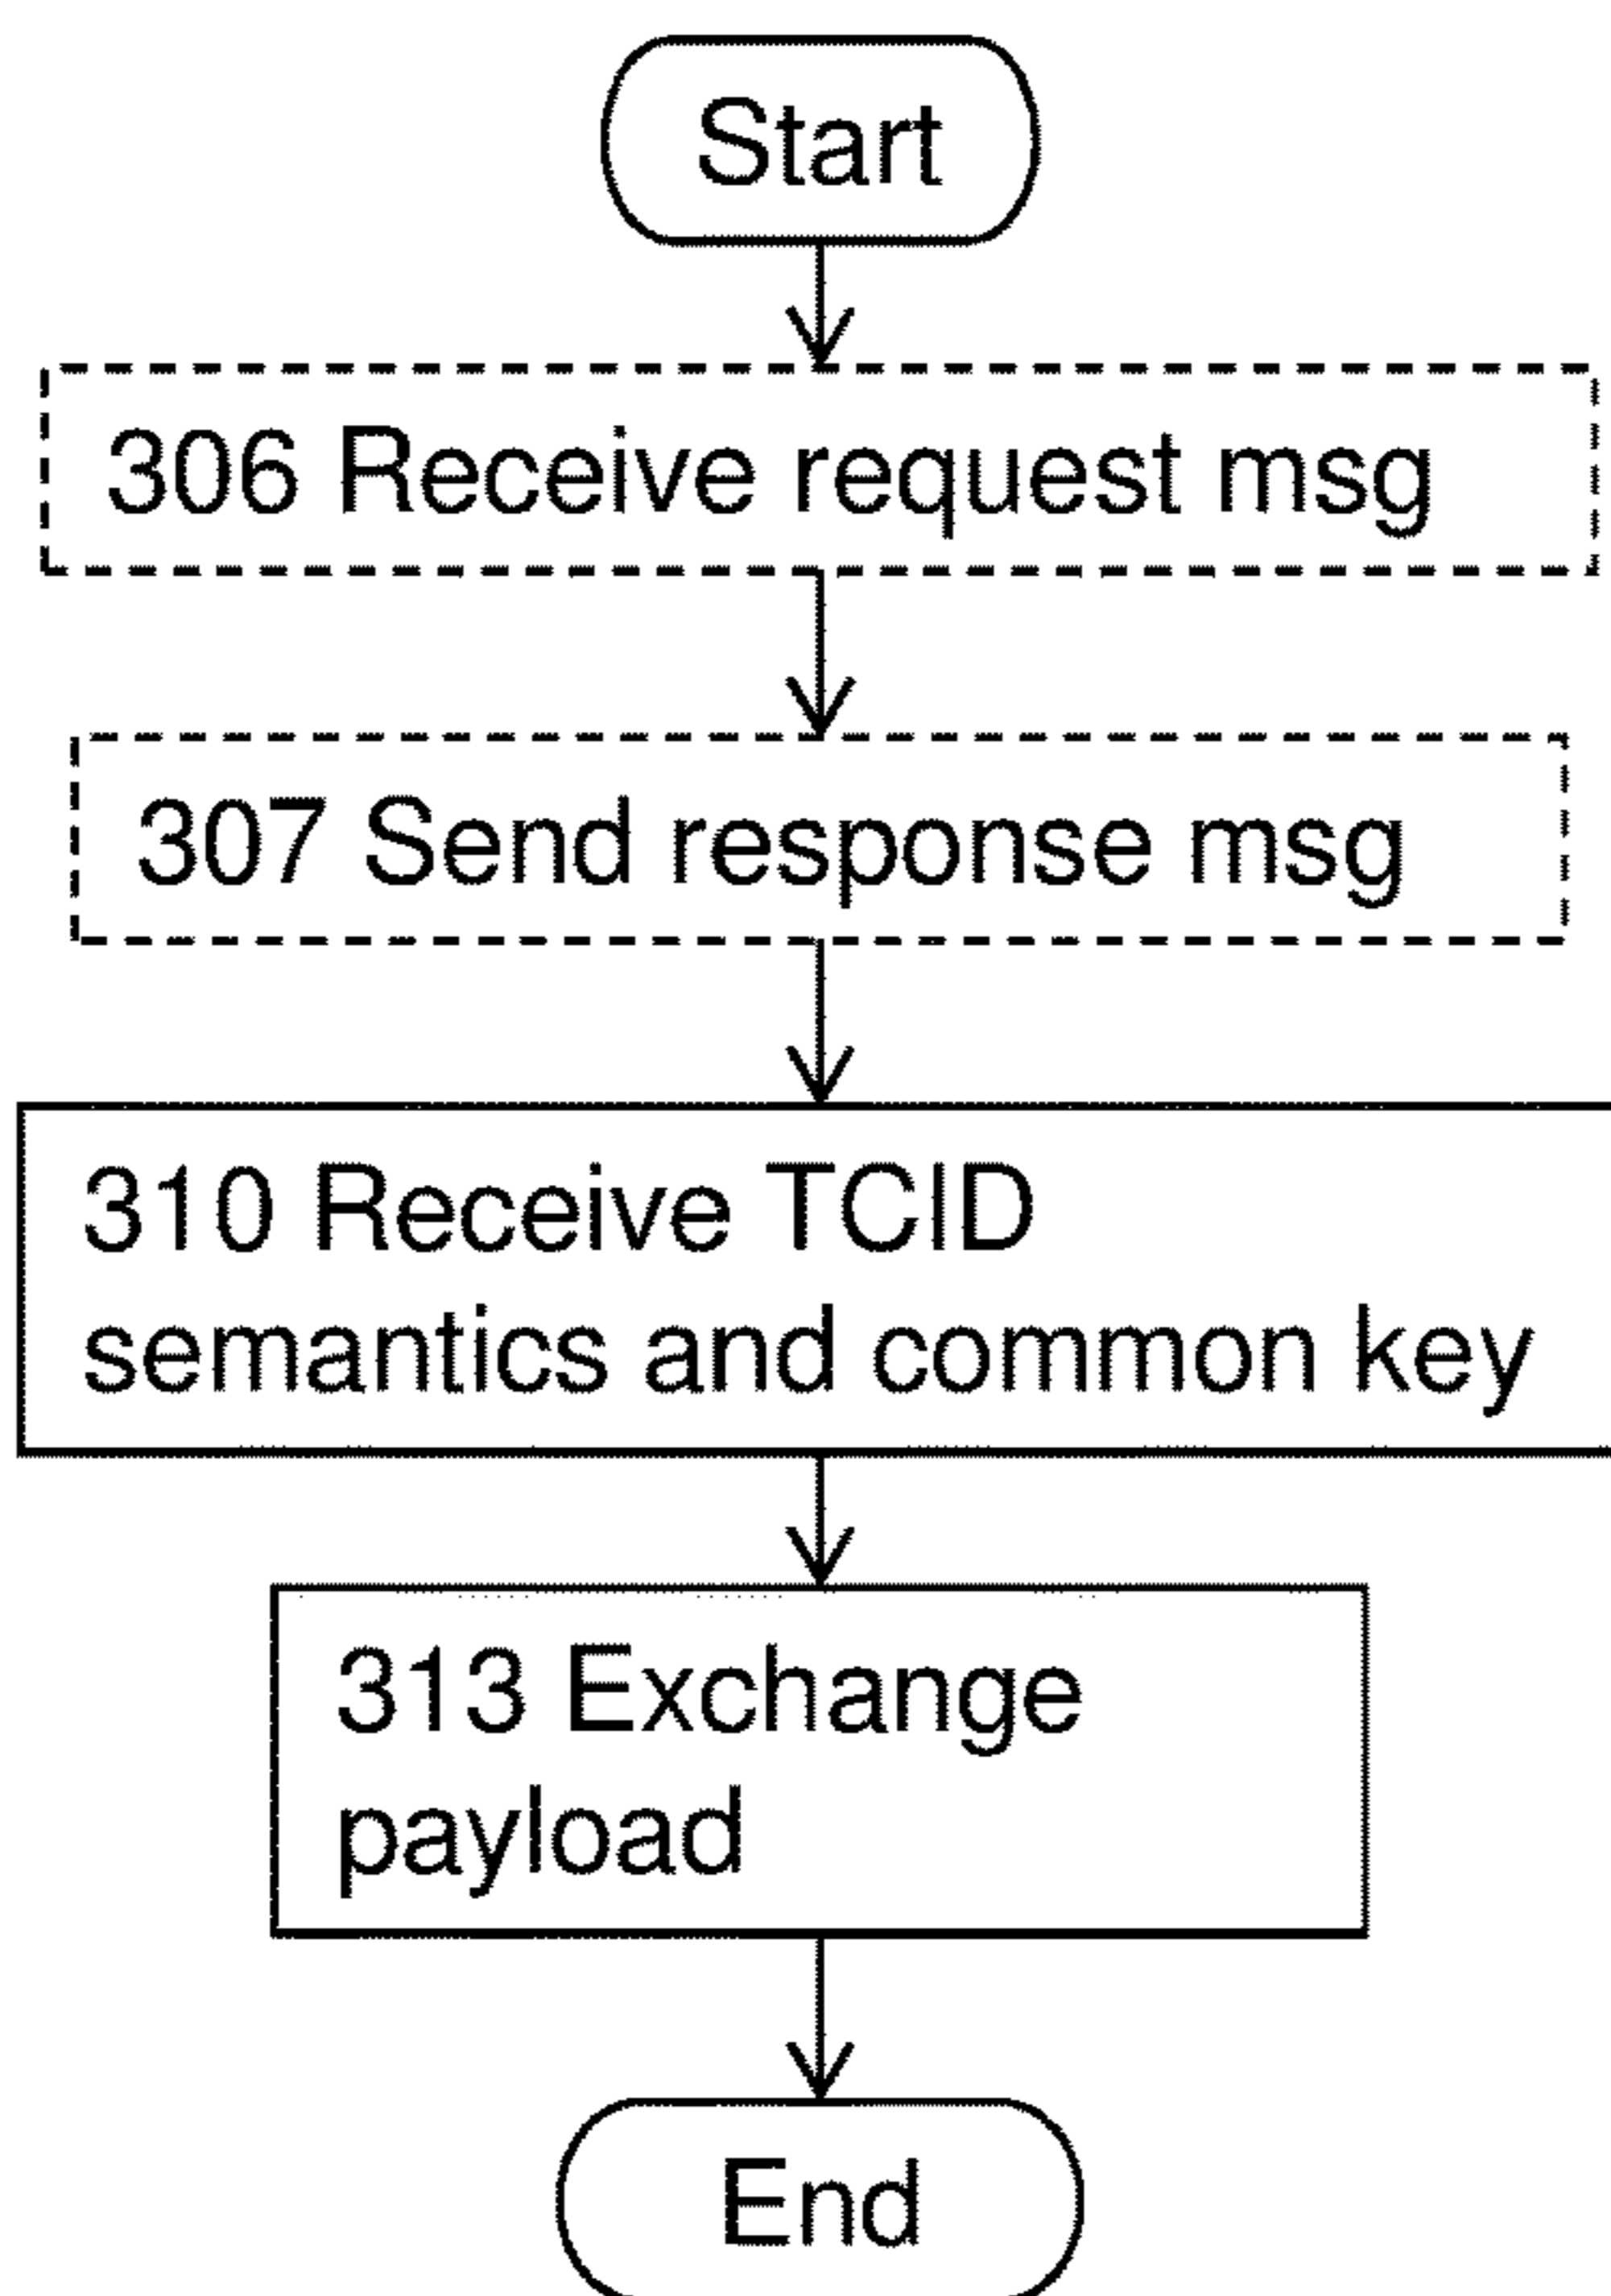 Start
306 Receive request msg
307 Send response msg
310 Receive TCID
semantics and common key
313 Exchange
payload
End